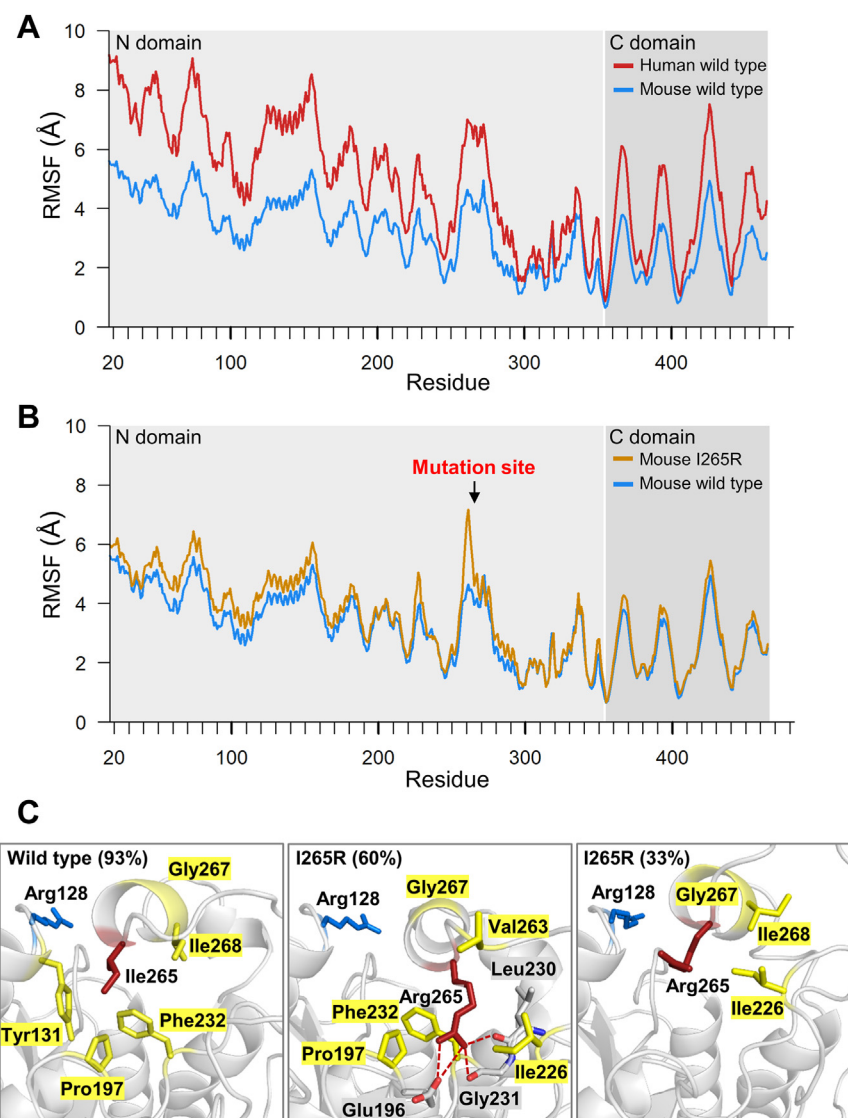 A
10
8
6
4
2
0
RMSF (Å)
N domain
C domain
Human wild type
Mouse wild type
20
100
200
300
400
Residue
B
10
8
6
4
2
0
RMSF (Å)
N domain
C domain
Mouse I265R
Mouse wild type
Mutation site
20
100
200
300
400
Residue
C
Wild type (93%)
Gly267
Arg128
Ile268
Ile265
Phe232
Tyr131
Pro197
I265R (60%)
Arg128
Gly267
Val263
Leu230
Arg265
Phe232
Pro197
Ile226
Gly231
Glu196
I265R (33%)
Arg128
Gly267
Ile268
Arg265
Ile226